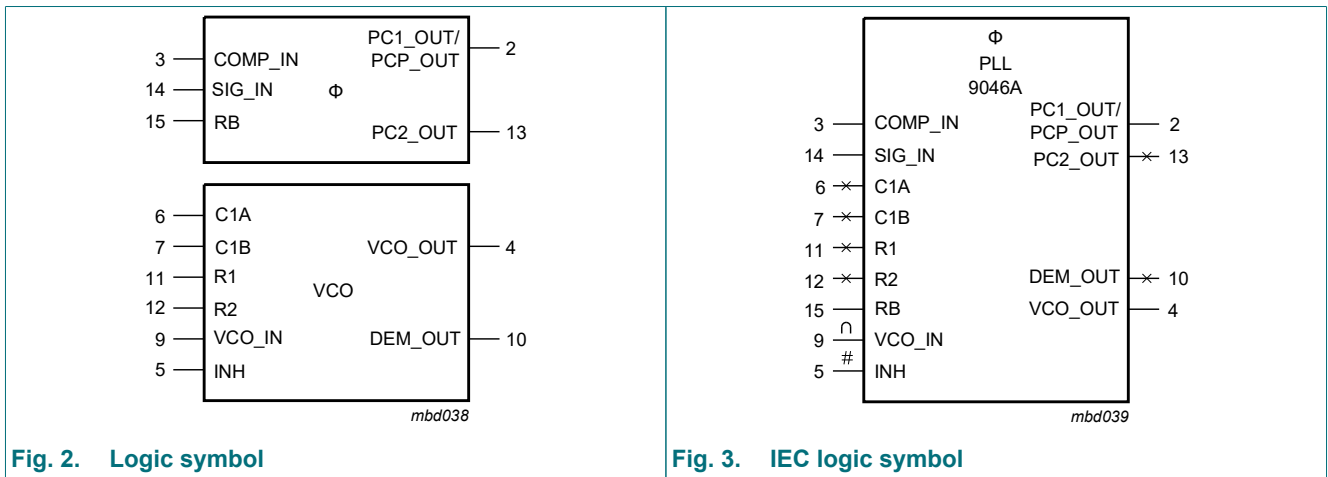 3 COMP_IN PC1_OUT/ 2
PCP_OUT
14 SIG_IN Φ
15 RB PC2_OUT 13
6 C1A
7 C1B VCO_OUT 4
11 R1
VCO
12 R2
9 VCO_IN DEM_OUT 10
5 INH
mbd038
Fig. 2. Logic symbol
Φ
PLL
9046A
3 COMP_IN PC1_OUT/ 2
PCP_OUT
14 SIG_IN PC2_OUT 13
6 C1A
7 C1B
11 R1
12 R2 DEM_OUT 10
15 RB VCO_OUT 4
9 ∩ VCO_IN
5 # INH
mbd039
Fig. 3. IEC logic symbol